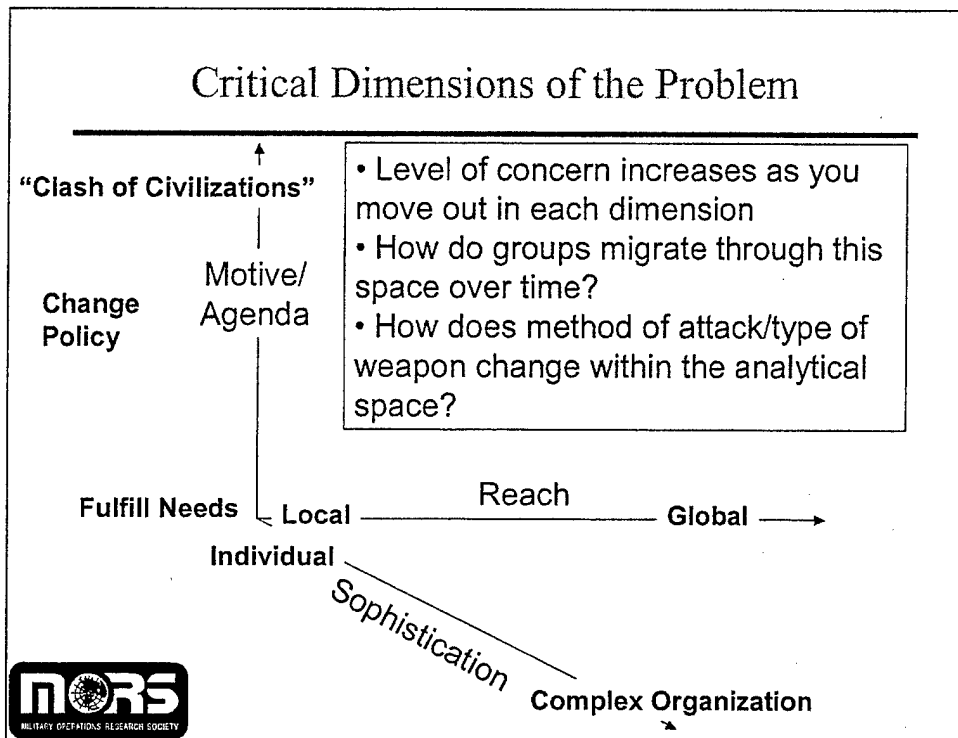 Critical Dimensions of the Problem
"Clash of Civilizations"
Motive/
Agenda
Change
Policy
• Level of concern increases as you
move out in each dimension
• How do groups migrate through this
space over time?
• How does method of attack/type of
weapon change within the analytical
space?
Fulfill Needs
Local
Reach
Global
Individual
Sophistication
Complex Organization
MORS
MILITARY OPERATIONS RESEARCH SOCIETY